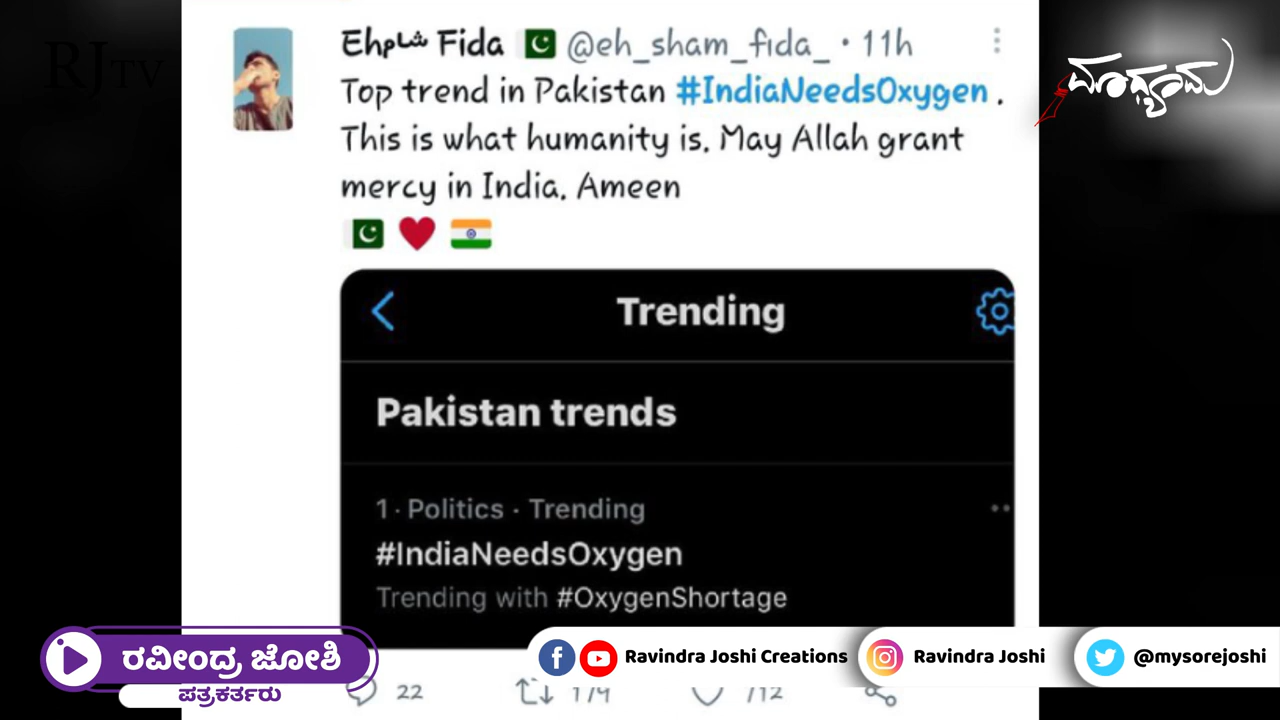 RJTV
Ehشام Fida @eh_sham_fida_ · 11h
Top trend in Pakistan #IndiaNeedsOxygen .
This is what humanity is. May Allah grant
mercy in India. Ameen
Trending
Pakistan trends
1 · Politics · Trending
#IndiaNeedsOxygen
Trending with #OxygenShortage
22
ರವೀಂದ್ರ ಜೋಶಿ
ಪತ್ರಕರ್ತರು
Ravindra Joshi Creations
Ravindra Joshi
@mysorejoshi